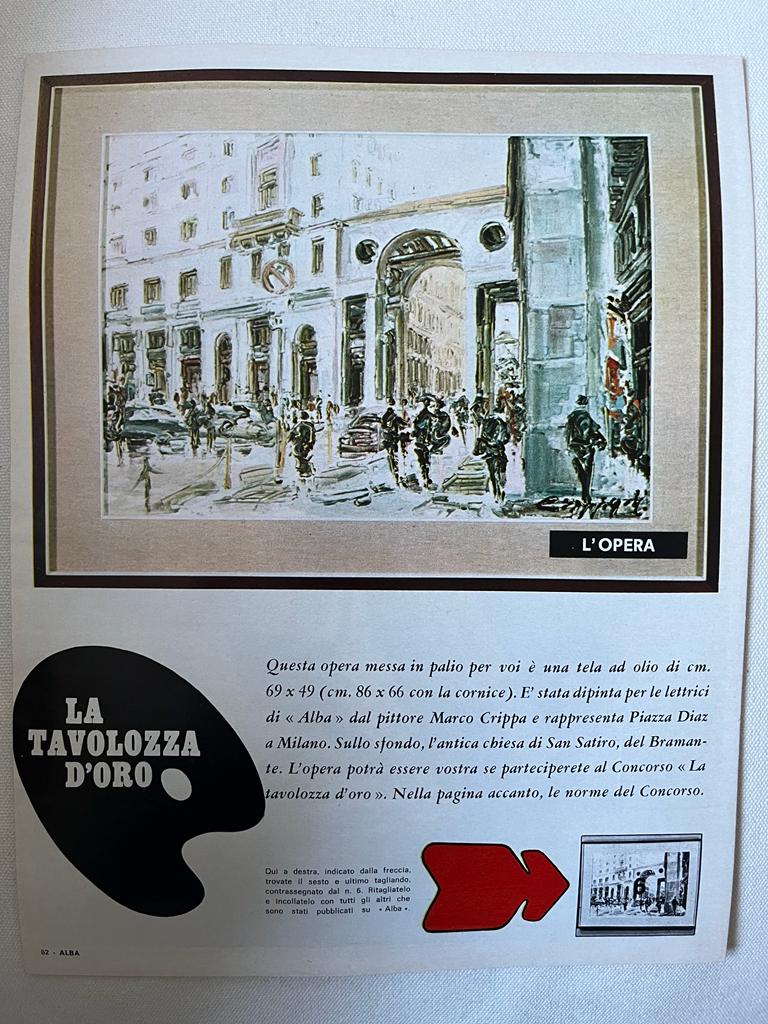 L'OPERA
LA
TAVOLOZZA
D'ORO
Questa opera messa in palio per voi è una tela ad olio di cm.
69 x 49 (cm. 86 x 66 con la cornice). E' stata dipinta per le lettrici
di « Alba » dal pittore Marco Crippa e rappresenta Piazza Diaz
a Milano. Sullo sfondo, l'antica chiesa di San Satiro, del Braman-
te. L'opera potrà essere vostra se parteciperete al Concorso « La
tavolozza d'oro ». Nella pagina accanto, le norme del Concorso.
Qui a destra, indicato dalla freccia,
trovate il sesto e ultimo tagliando,
contrassegnato dal n. 6. Ritagliatelo
e incollatelo con tutti gli altri che
sono stati pubblicati su « Alba ».
52 - ALBA